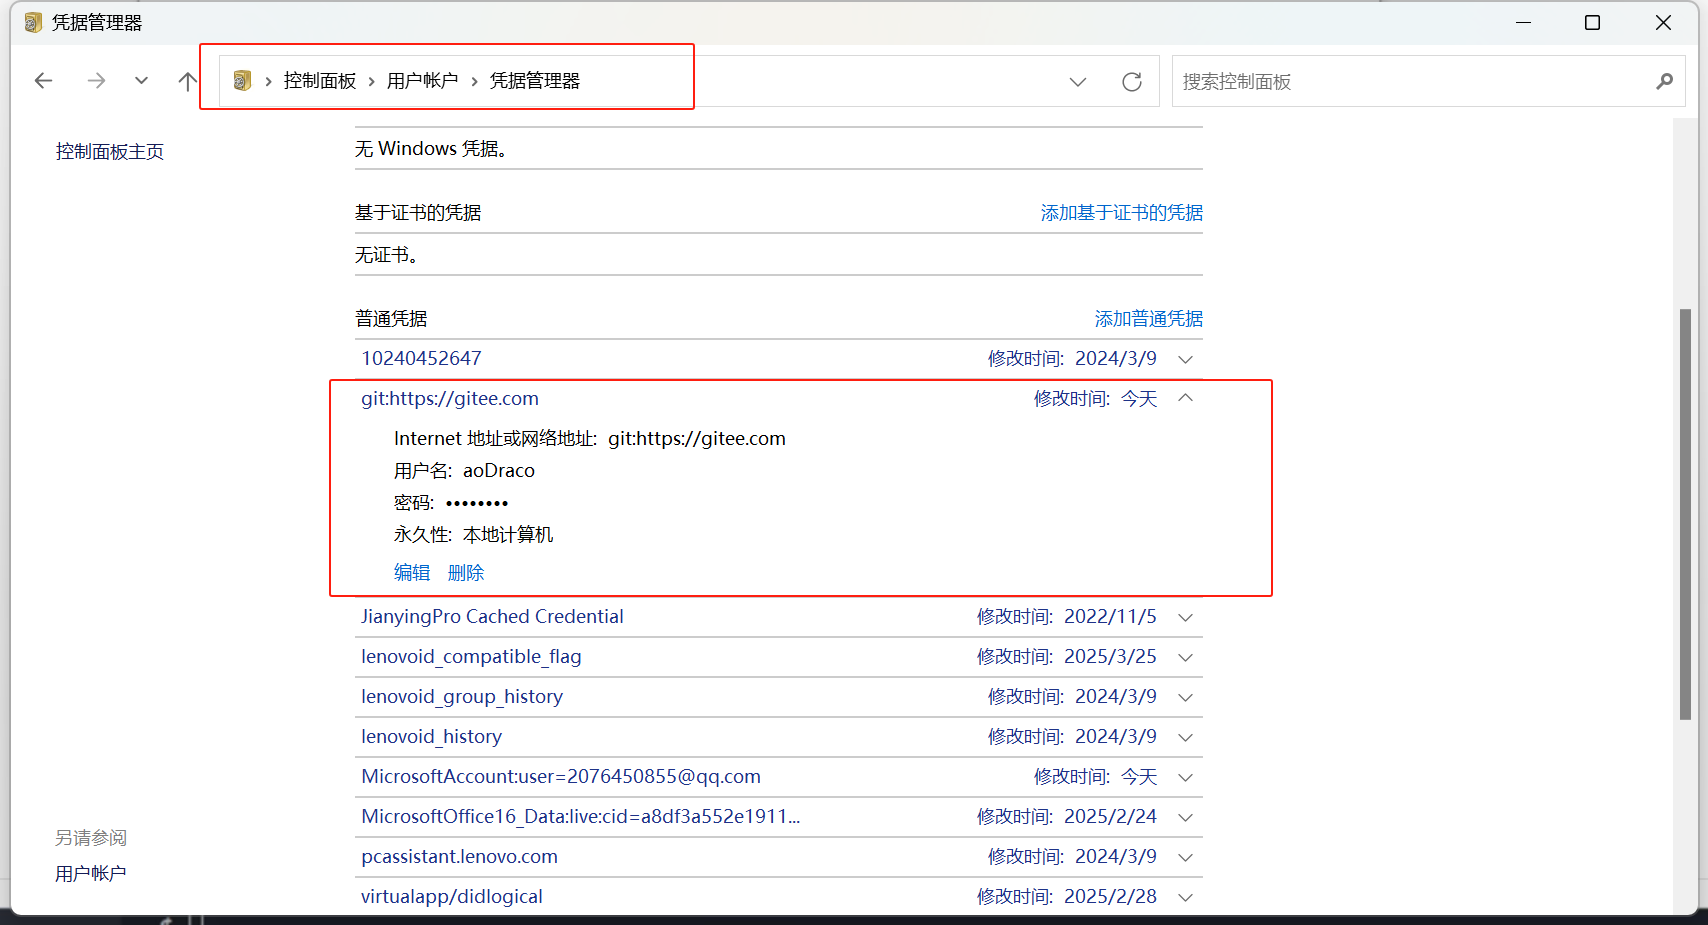 凭据管理器
控制面板 › 用户帐户 › 凭据管理器
搜索控制面板
控制面板主页
无 Windows 凭据。
基于证书的凭据 添加基于证书的凭据
无证书。
普通凭据 添加普通凭据
10240452647 修改时间: 2024/3/9
git:https://gitee.com 修改时间: 今天
Internet 地址或网络地址: git:https://gitee.com
用户名: aoDraco
密码: ••••••••
永久性: 本地计算机
编辑 删除
JianyingPro Cached Credential 修改时间: 2022/11/5
lenovoid_compatible_flag 修改时间: 2025/3/25
lenovoid_group_history 修改时间: 2024/3/9
lenovoid_history 修改时间: 2024/3/9
MicrosoftAccount:user=2076450855@qq.com 修改时间: 今天
MicrosoftOffice16_Data:live:cid=a8df3a552e1911... 修改时间: 2025/2/24
pcassistant.lenovo.com 修改时间: 2024/3/9
virtualapp/didlogical 修改时间: 2025/2/28
另请参阅
用户帐户